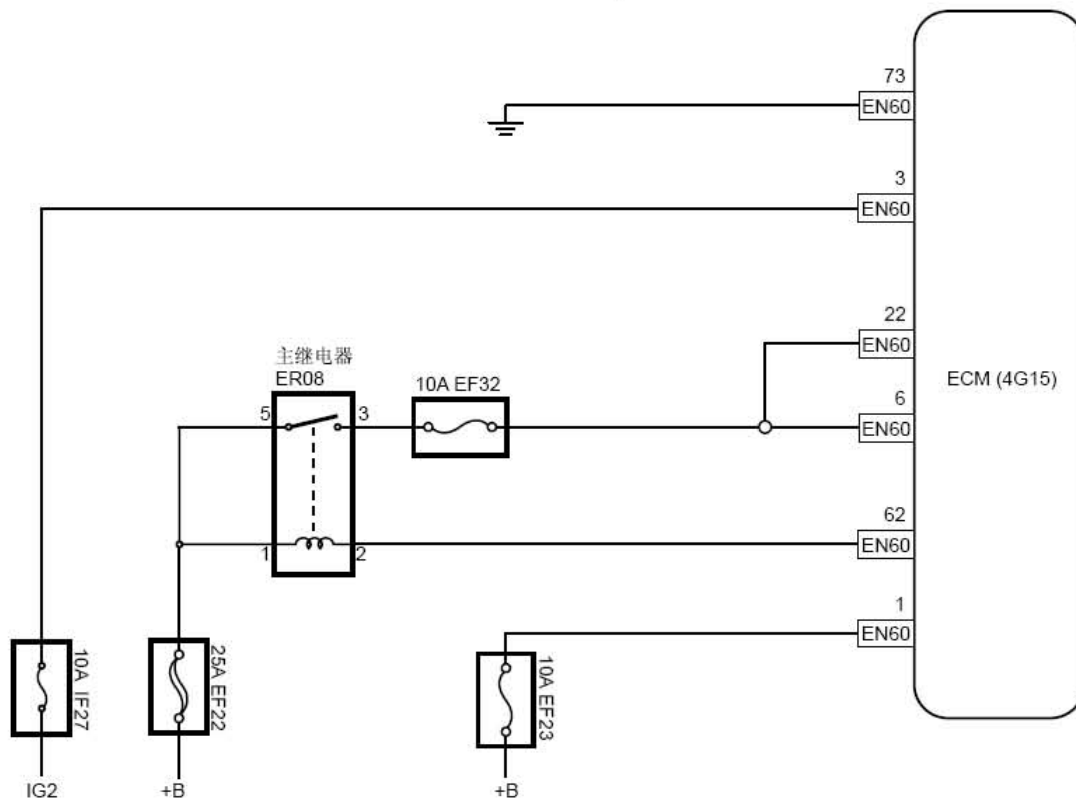 73
EN60
3
EN60
22
EN60
主继电器
ER08
10A EF32
ECM (4G15)
5
3
6
EN60
62
EN60
1
2
1
EN60
10A IF27
25A EF22
10A EF23
IG2
+B
+B